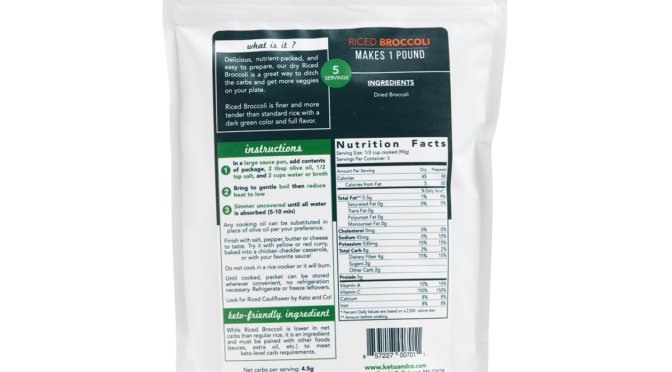 what is it ?
Delicious, nutrient-packed, and
easy to prepare, our dry Riced
Broccoli is a great way to ditch
the carbs and get more veggies
on your plate.
Riced Broccoli is finer and more
tender than standard rice with a
dark green color and full flavor.
5
SERVINGS
RICED BROCCOLI
MAKES 1 POUND
INGREDIENTS
Dried Broccoli
instructions
1 In a large sauce pan, add contents
of package, 2 tbsp olive oil, 1/2
tsp salt, and 2 cups water or broth
2 Bring to gentle boil then reduce
heat to low
3 Simmer uncovered until all water
is absorbed (5-10 min)
Any cooking oil can be substituted in
place of olive oil per your preference.
Finish with salt, pepper, butter or cheese
to taste. Try it with yellow or red curry,
baked into a chicken cheddar casserole,
or with your favorite sauce!
Do not cook in a rice-cooker or it will burn.
Until cooked, packet can be stored
wherever convenient, no refrigeration
necessary. Refrigerate or freeze leftovers.
Look for Riced Cauliflower by Keto and Co!
keto-friendly ingredient
While Riced Broccoli is lower in net
carbs than regular rice, it is an ingredient
and must be paired with other foods
(sauces, extra oil, etc.) to meet
keto-level carb requirements.
Net carbs per serving: 4.5g
Nutrition Facts
Serving Size: 1/2 cup cooked (90g)
Servings Per Container: 5
Amount Per Serving Dry Prepared
Calories 45 90
Calories from Fat 5 50
% Daily Value*
Total Fat** 0.5g 1% 9%
Saturated Fat 0g 0% 5%
Trans Fat 0g
Polyunsat Fat 0g
Monounsat Fat 0g
Cholesterol 0mg 0% 0%
Sodium 45mg 0% 10%
Potassium 530mg 15% 15%
Total Carb 8g 2% 2%
Dietary Fiber 4g 15% 15%
Sugars 2g
Other Carb 2g
Protein 5g
Vitamin A 10% 10%
Vitamin C 150% 150%
Calcium 8% 8%
Iron 8% 8%
* Percent Daily Values are based on a 2,000 calorie diet.
** Amount before cooking.
8 57227 00701 1
www.ketoandco.com